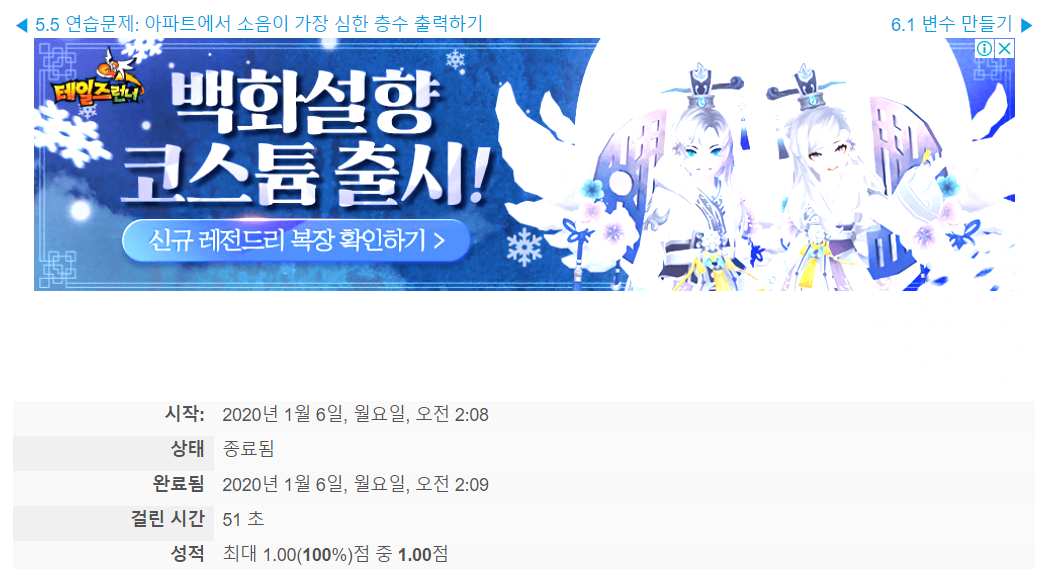 ◀ 5.5 연습문제: 아파트에서 소음이 가장 심한 층수 출력하기
6.1 변수 만들기 ▶
테일즈런너
백화설향
코스튬 출시!
신규 레전드리 복장 확인하기 >
시작: 2020년 1월 6일, 월요일, 오전 2:08
상태 종료됨
완료됨 2020년 1월 6일, 월요일, 오전 2:09
걸린 시간 51 초
성적 최대 1.00(100%)점 중 1.00점